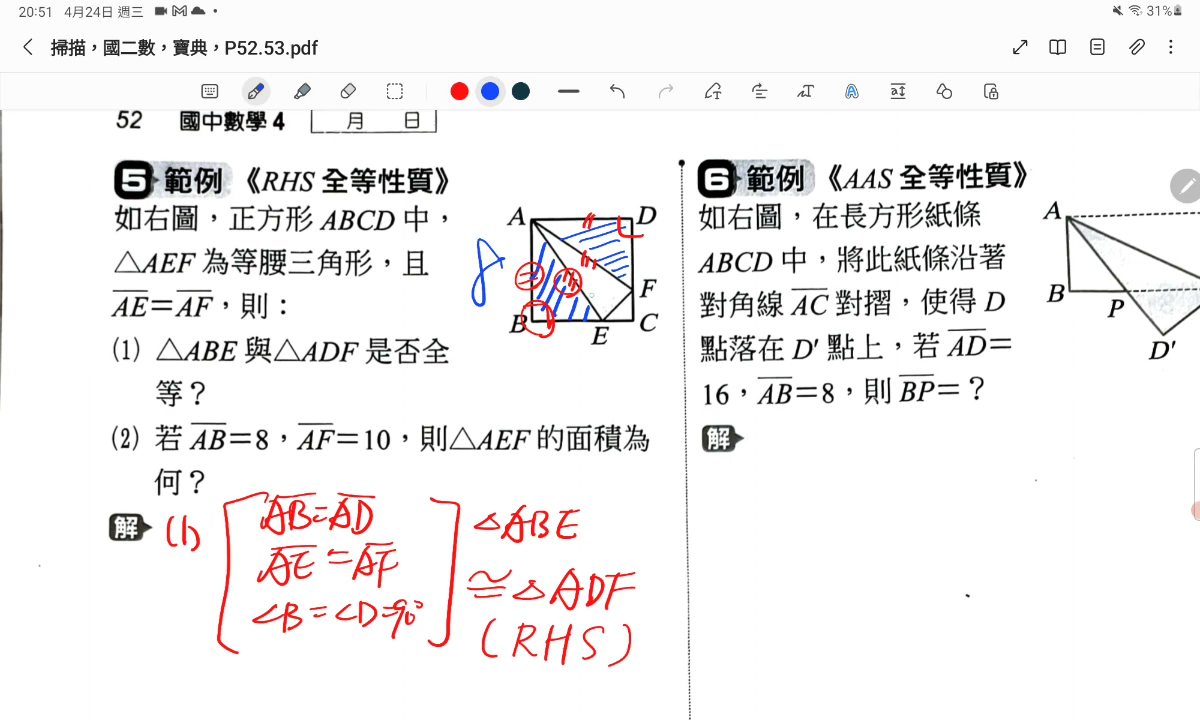 20:51 4月24日 週三
31%
掃描，國二數，寶典，P52.53.pdf
52 國中數學4 月 日
5 範例 《RHS 全等性質》
如右圖，正方形 ABCD 中，
△AEF 為等腰三角形，且
AE=AF，則：
(1) △ABE 與△ADF 是否全
等？
(2) 若 AB=8，AF=10，則△AEF 的面積為
何？
A
D
8
F
B
E
C
解 (1)
AB=AD
AE=AF
∠B=∠D=90°
△ABE
≅△ADF
(RHS)
6 範例 《AAS 全等性質》
如右圖，在長方形紙條
ABCD 中，將此紙條沿著
對角線 AC 對摺，使得 D
點落在 D' 點上，若 AD=
16，AB=8，則 BP=？
A
B
P
D'
解